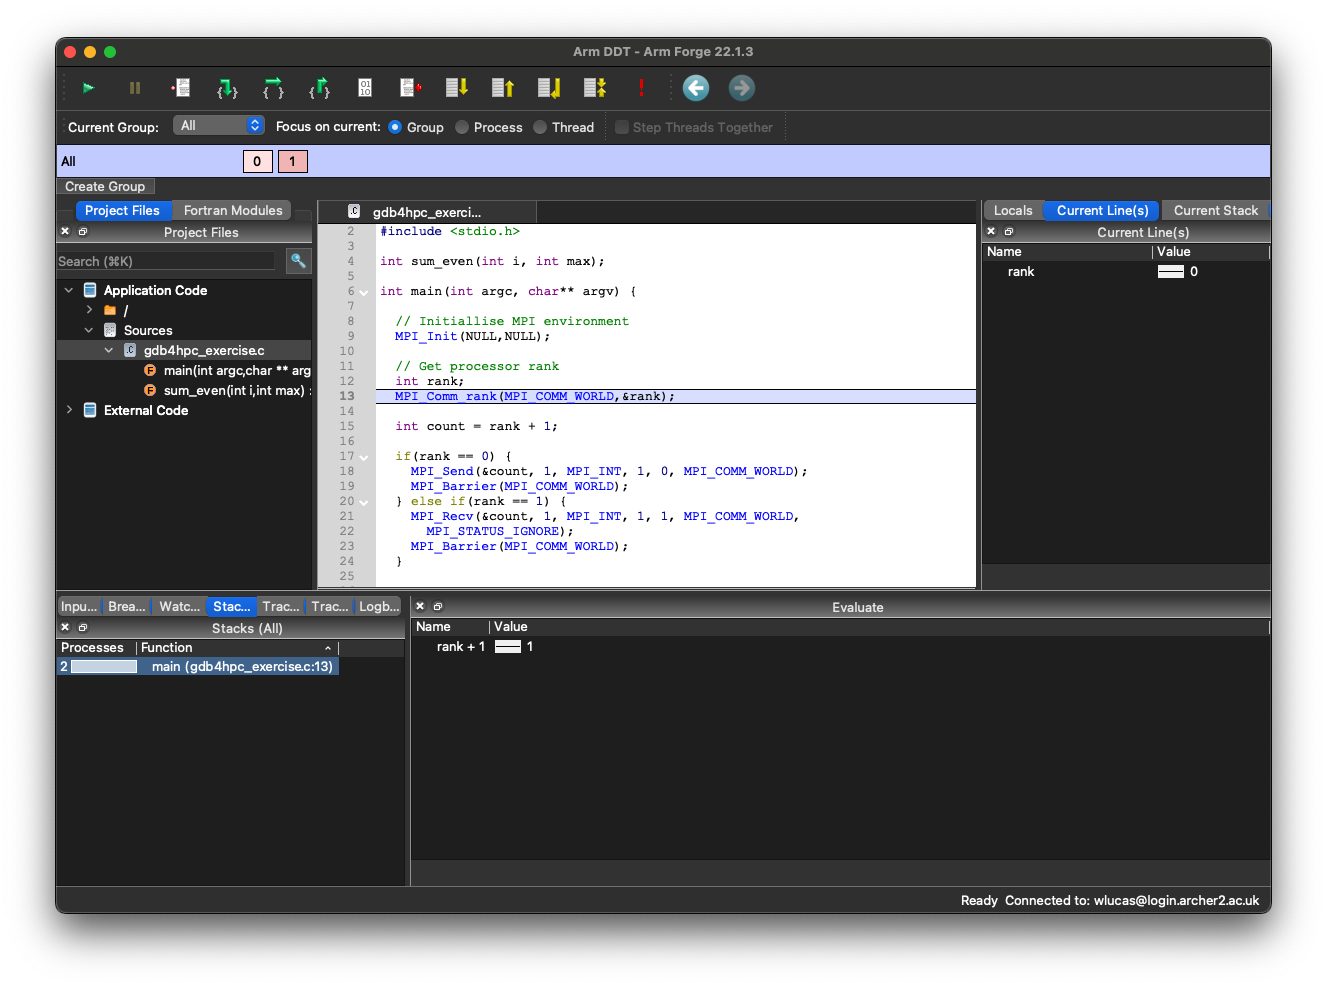 Arm DDT - Arm Forge 22.1.3
Current Group: All Focus on current: Group Process Thread Step Threads Together
All 0 1
Create Group
Project Files Fortran Modules
Project Files
Search (⌘K)
Application Code
/
Sources
gdb4hpc_exercise.c
main(int argc,char ** arg
sum_even(int i,int max) :
External Code
gdb4hpc_exerci...
2 #include <stdio.h>
3
4 int sum_even(int i, int max);
5
6 int main(int argc, char** argv) {
7
8 // Initiallise MPI environment
9 MPI_Init(NULL,NULL);
10
11 // Get processor rank
12 int rank;
13 MPI_Comm_rank(MPI_COMM_WORLD,&rank);
14
15 int count = rank + 1;
16
17 if(rank == 0) {
18 MPI_Send(&count, 1, MPI_INT, 1, 0, MPI_COMM_WORLD);
19 MPI_Barrier(MPI_COMM_WORLD);
20 } else if(rank == 1) {
21 MPI_Recv(&count, 1, MPI_INT, 1, 1, MPI_COMM_WORLD,
22 MPI_STATUS_IGNORE);
23 MPI_Barrier(MPI_COMM_WORLD);
24 }
25
Locals Current Line(s) Current Stack
Current Line(s)
Name Value
rank 0
Inpu... Brea... Watc... Stac... Trac... Trac... Logb...
Stacks (All)
Processes Function
2 main (gdb4hpc_exercise.c:13)
Evaluate
Name Value
rank + 1 1
Ready Connected to: wlucas@login.archer2.ac.uk